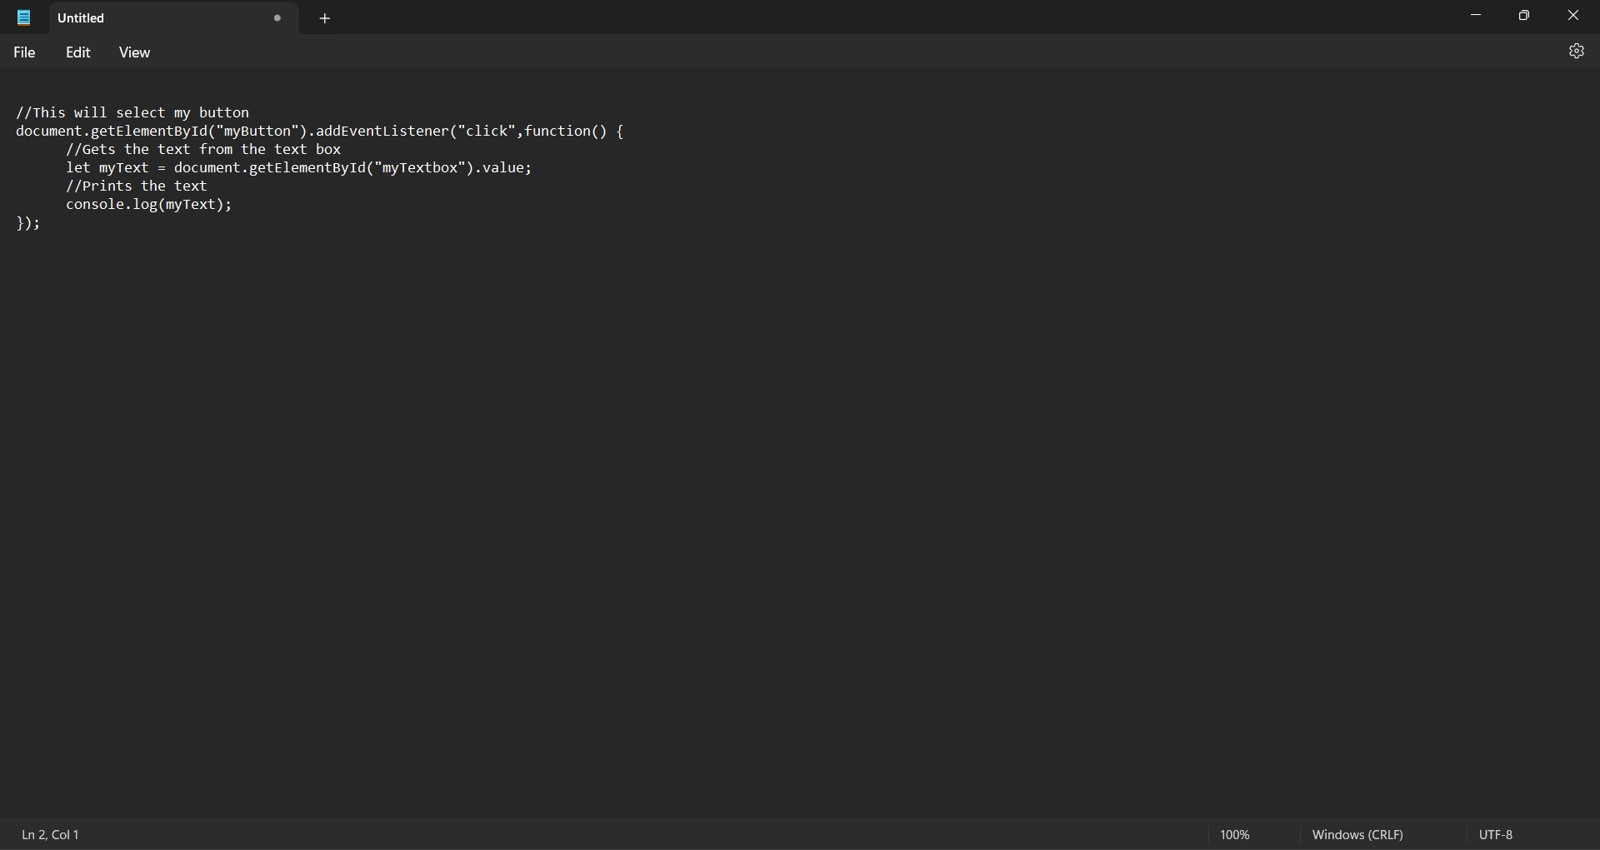 Untitled
File Edit View
//This will select my button
document.getElementById("myButton").addEventListener("click",function() {
      //Gets the text from the text box
      let myText = document.getElementById("myTextbox").value;
      //Prints the text
      console.log(myText);
});
Ln 2, Col 1 100% Windows (CRLF) UTF-8